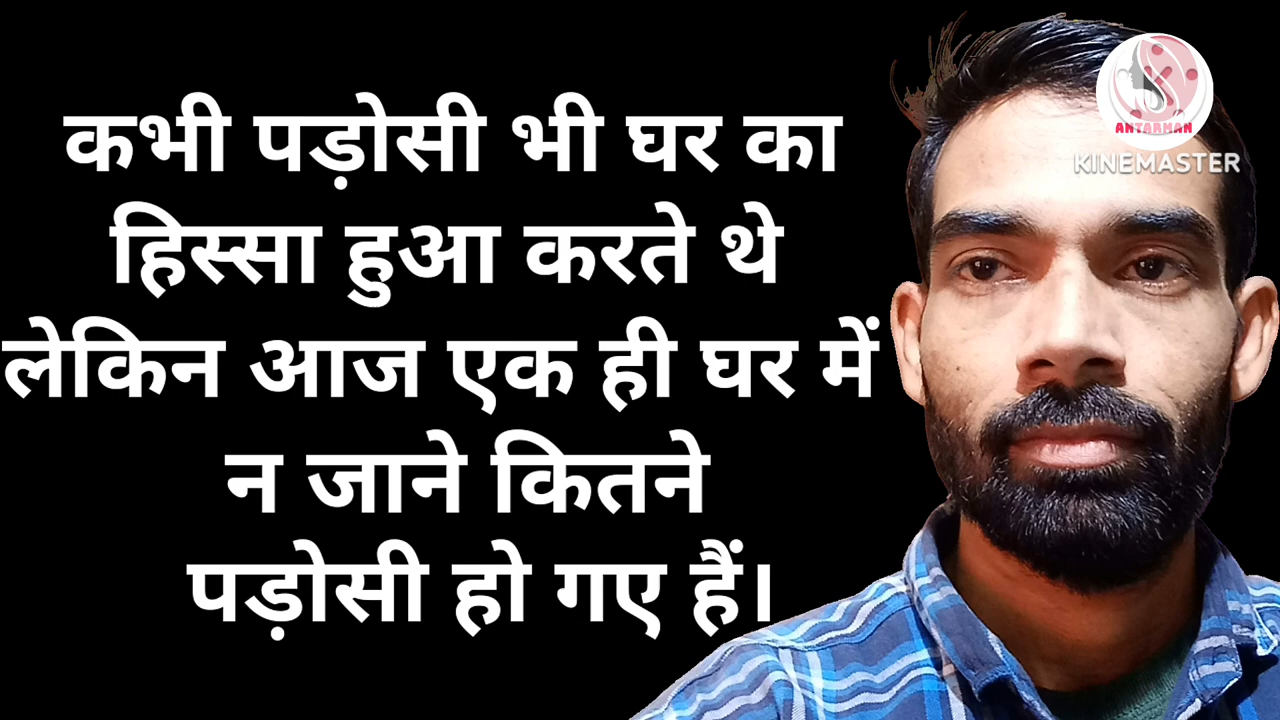 कभी पड़ोसी भी घर का
हिस्सा हुआ करते थे
लेकिन आज एक ही घर में
न जाने कितने
पड़ोसी हो गए हैं।
ANTARMAN
KINEMASTER